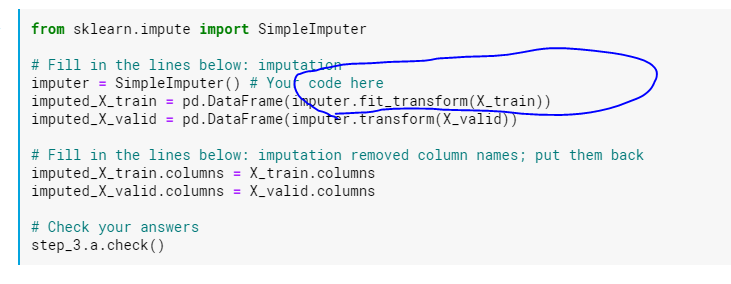 from sklearn.impute import SimpleImputer
# Fill in the lines below: imputation
imputer = SimpleImputer() # Your code here
imputed_X_train = pd.DataFrame(imputer.fit_transform(X_train))
imputed_X_valid = pd.DataFrame(imputer.transform(X_valid))
# Fill in the lines below: imputation removed column names; put them back
imputed_X_train.columns = X_train.columns
imputed_X_valid.columns = X_valid.columns
# Check your answers
step_3.a.check()